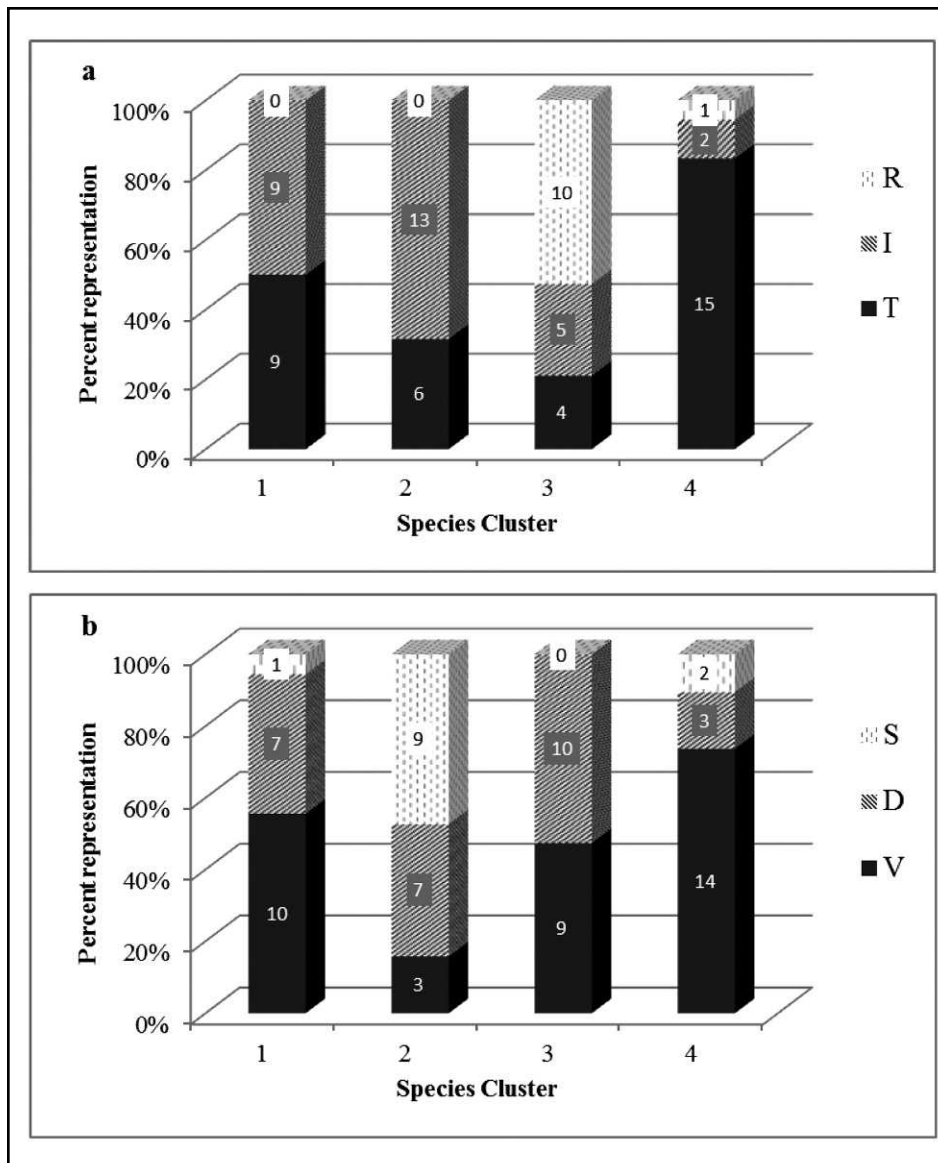 a
Percent representation
100%
80%
60%
40%
20%
0%
0 0 1
9 13 10 2
9 6 5 15
4
1 2 3 4
Species Cluster
R
I
T
b
Percent representation
100%
80%
60%
40%
20%
0%
1 9 0 2
7 7 10 3
10 3 9 14
1 2 3 4
Species Cluster
S
D
V